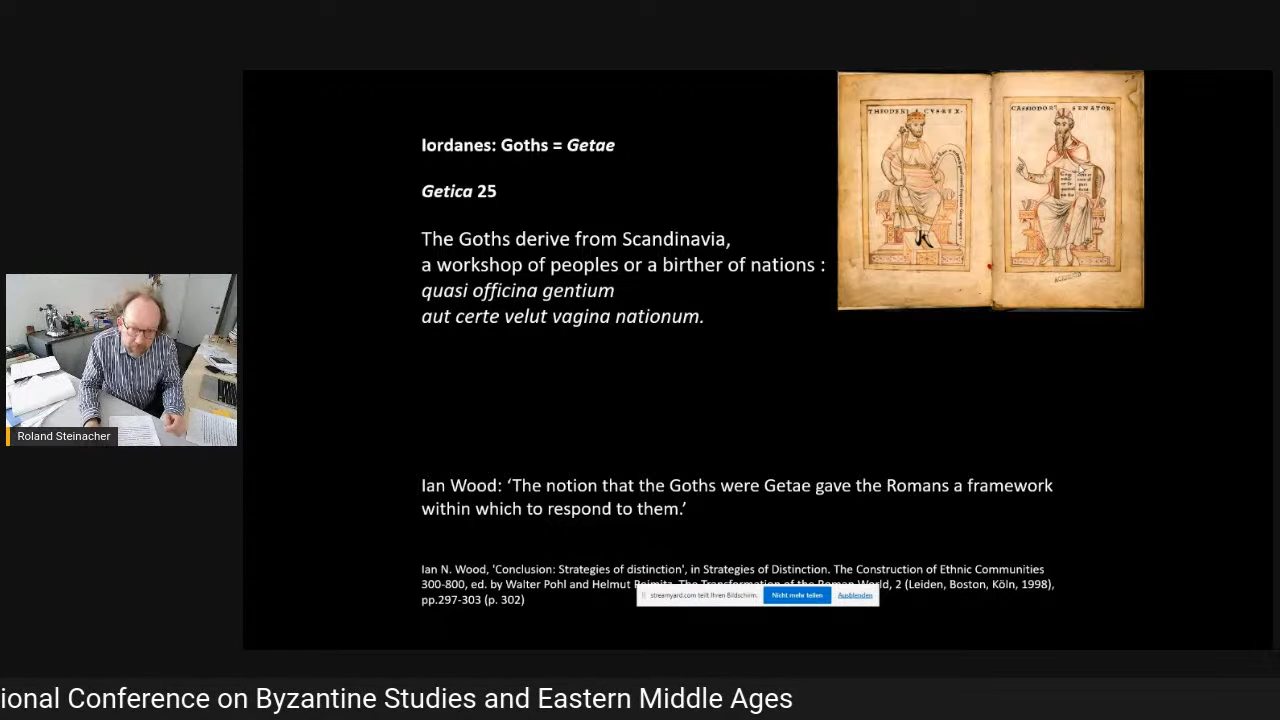 Iordanes: Goths = Getae
THEODERICVS REX
CASSIODOR SENATOR
Getica 25
The Goths derive from Scandinavia,
a workshop of peoples or a birther of nations :
quasi officina gentium
aut certe velut vagina nationum.
Roland Steinacher
Ian Wood: ‘The notion that the Goths were Getae gave the Romans a framework
within which to respond to them.’
Ian N. Wood, 'Conclusion: Strategies of distinction', in Strategies of Distinction. The Construction of Ethnic Communities
300-800, ed. by Walter Pohl and Helmut Reimitz, The Transformation of the Roman World, 2 (Leiden, Boston, Köln, 1998),
pp.297-303 (p. 302)
streamyard.com teilt Ihren Bildschirm. Nicht mehr teilen Ausblenden
ional Conference on Byzantine Studies and Eastern Middle Ages